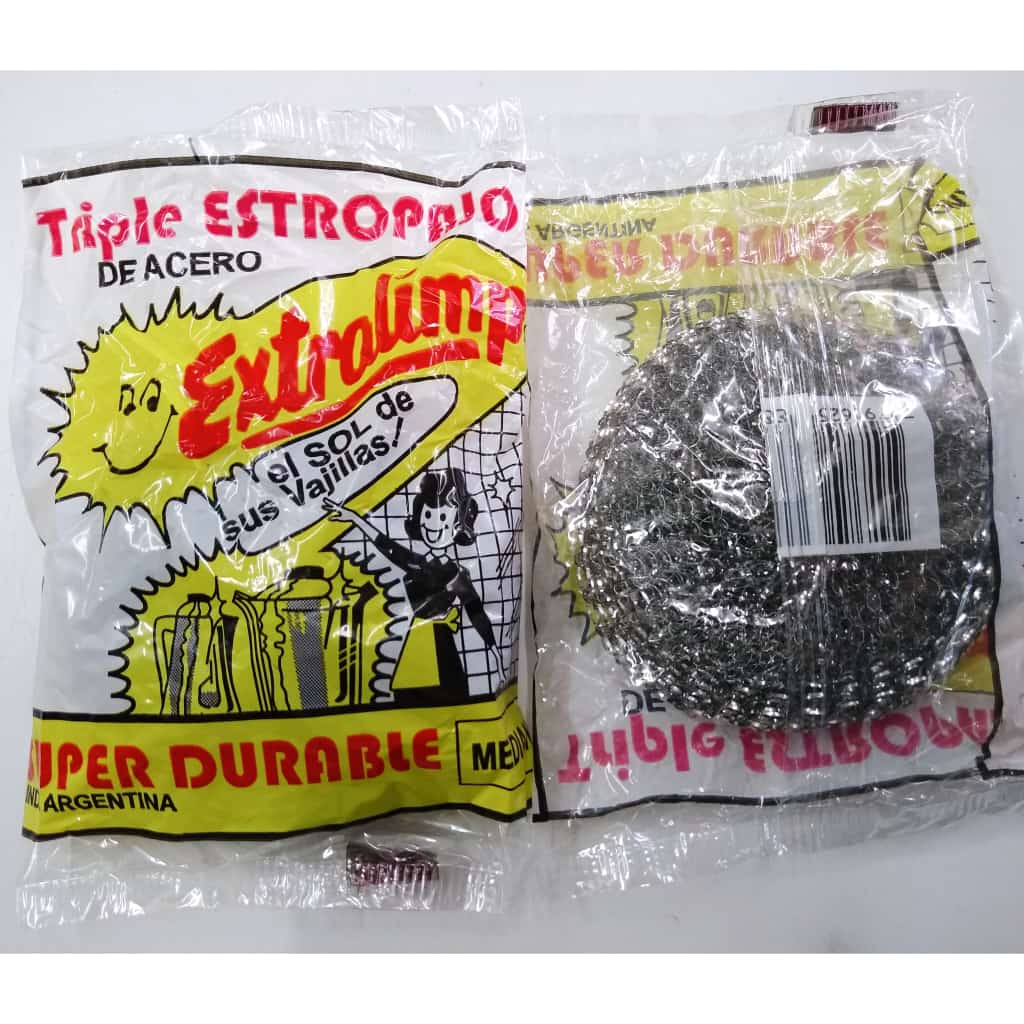 Triple ESTROPAJO
DE ACERO
Extralimp
el SOL de
sus Vajillas!
SUPER DURABLE
MEDIA
IND. ARGENTINA
ARGENTINA
SUPER DURABLE
DE
Triple ESTROPA